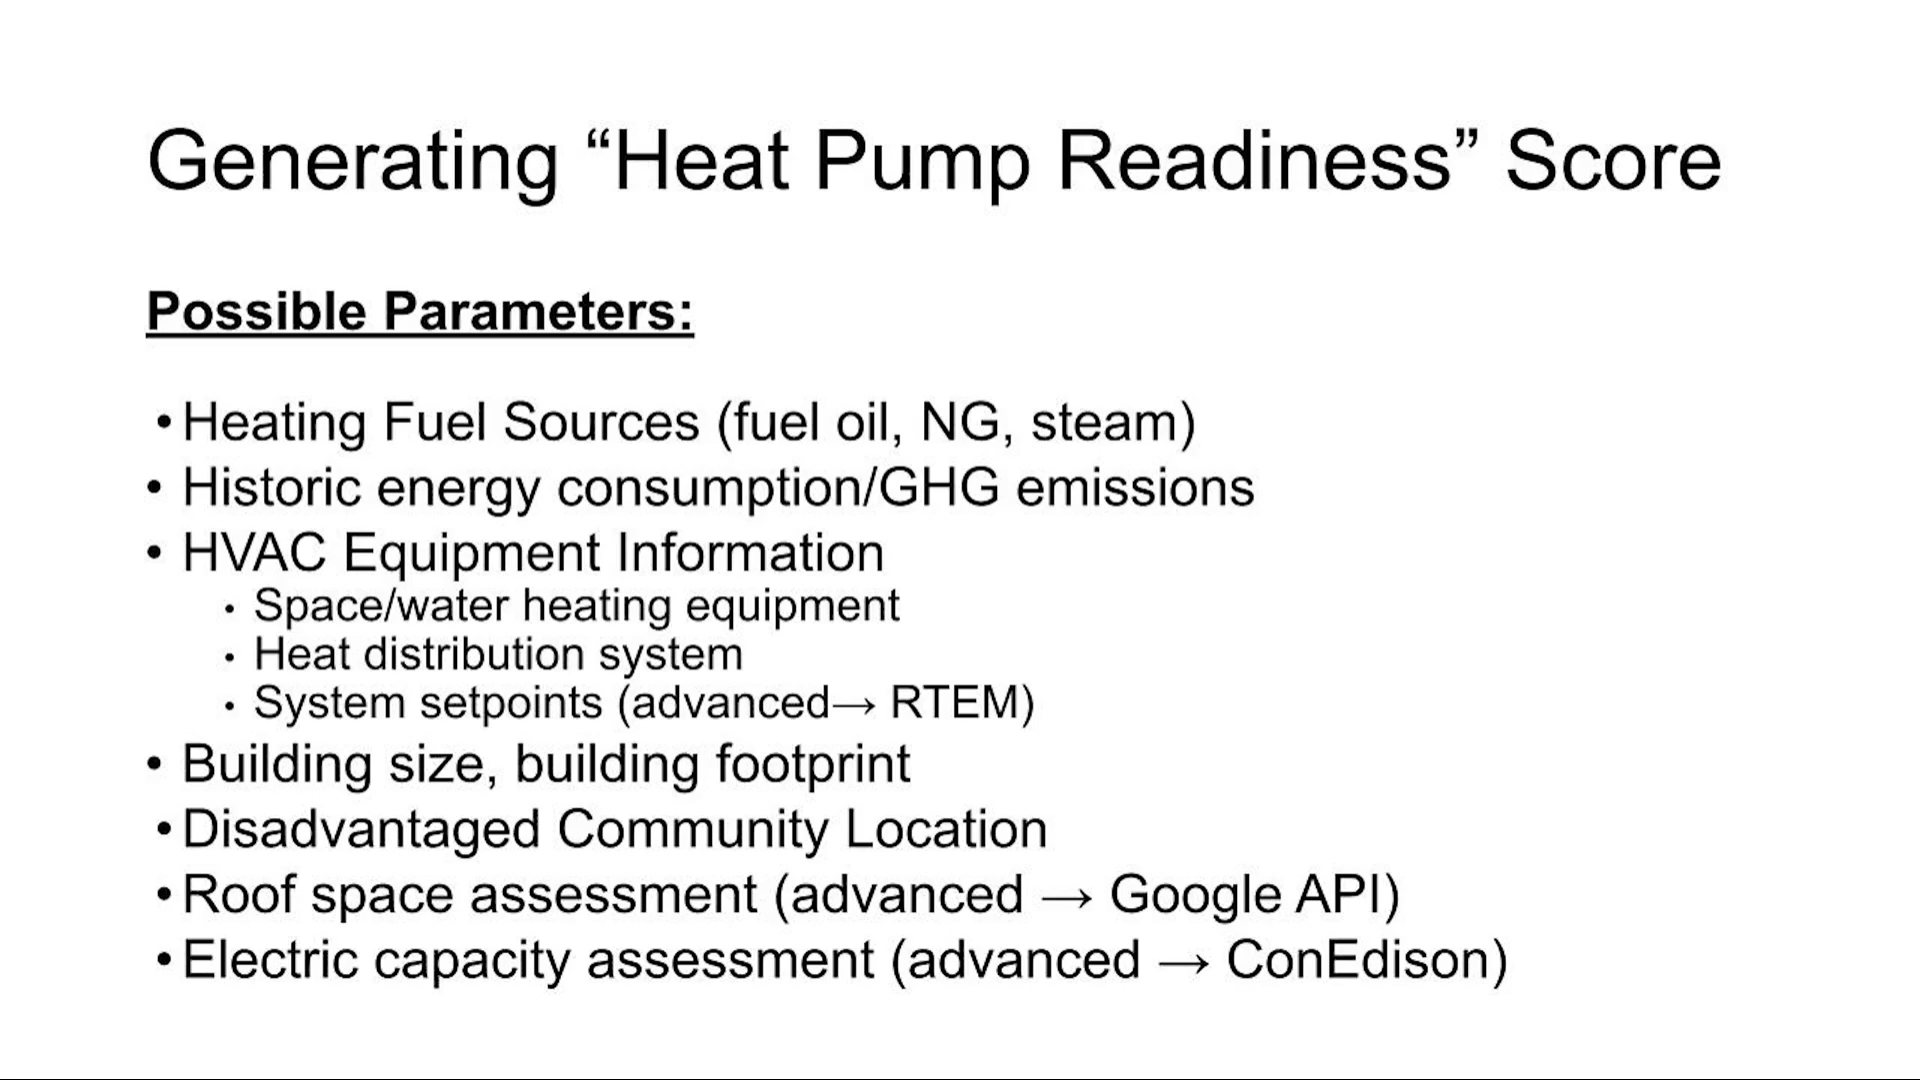 Generating “Heat Pump Readiness” Score
Possible Parameters:
• Heating Fuel Sources (fuel oil, NG, steam)
• Historic energy consumption/GHG emissions
• HVAC Equipment Information
• Space/water heating equipment
• Heat distribution system
• System setpoints (advanced→ RTEM)
• Building size, building footprint
• Disadvantaged Community Location
• Roof space assessment (advanced → Google API)
• Electric capacity assessment (advanced → ConEdison)